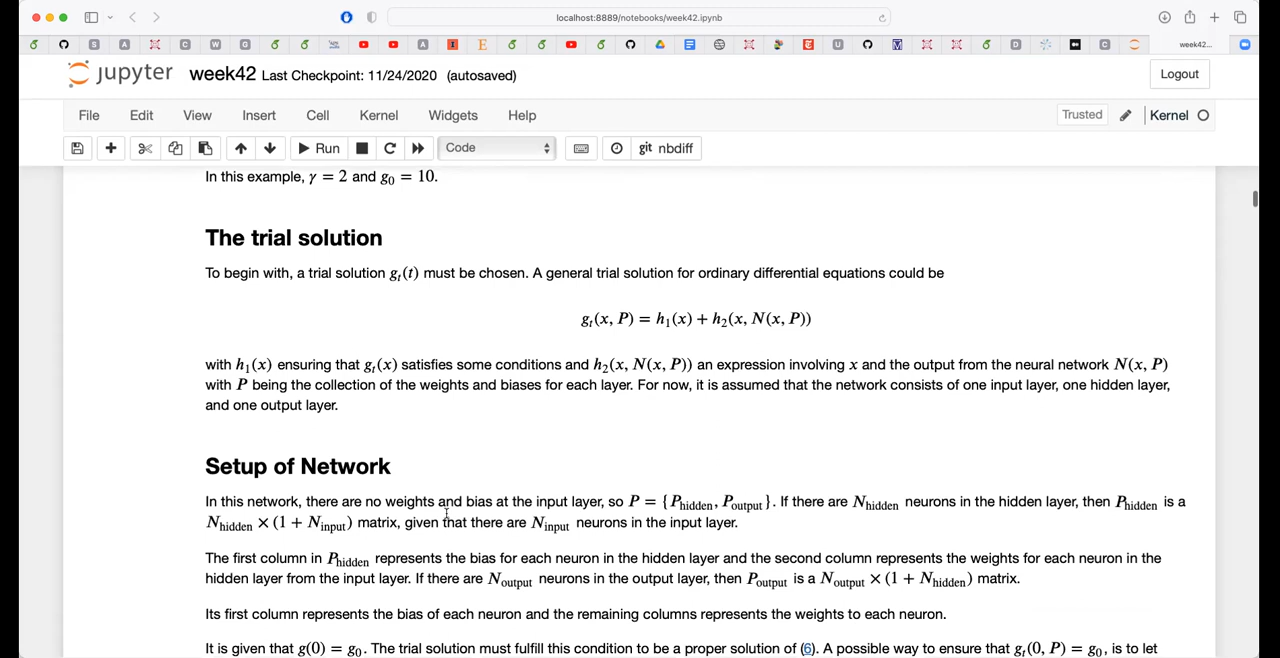 localhost:8889/notebooks/week42.ipynb
week42...
jupyter week42 Last Checkpoint: 11/24/2020 (autosaved)
Logout
File Edit View Insert Cell Kernel Widgets Help
Trusted Kernel
Run Code git nbdiff
In this example, γ = 2 and g₀ = 10.
The trial solution
To begin with, a trial solution gₜ(t) must be chosen. A general trial solution for ordinary differential equations could be
gₜ(x, P) = h₁(x) + h₂(x, N(x, P))
with h₁(x) ensuring that gₜ(x) satisfies some conditions and h₂(x, N(x, P)) an expression involving x and the output from the neural network N(x, P)
with P being the collection of the weights and biases for each layer. For now, it is assumed that the network consists of one input layer, one hidden layer,
and one output layer.
Setup of Network
In this network, there are no weights and bias at the input layer, so P = {P_hidden, P_output}. If there are N_hidden neurons in the hidden layer, then P_hidden is a
N_hidden × (1 + N_input) matrix, given that there are N_input neurons in the input layer.
The first column in P_hidden represents the bias for each neuron in the hidden layer and the second column represents the weights for each neuron in the
hidden layer from the input layer. If there are N_output neurons in the output layer, then P_output is a N_output × (1 + N_hidden) matrix.
Its first column represents the bias of each neuron and the remaining columns represents the weights to each neuron.
It is given that g(0) = g₀. The trial solution must fulfill this condition to be a proper solution of (6). A possible way to ensure that gₜ(0, P) = g₀, is to let